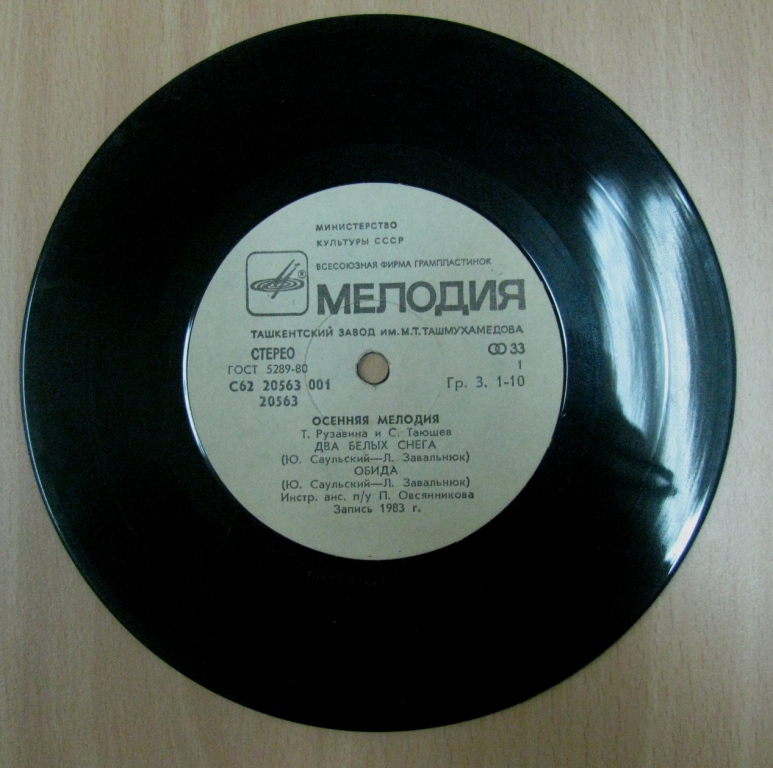 МИНИСТЕРСТВО
КУЛЬТУРЫ СССР
ВСЕСОЮЗНАЯ ФИРМА ГРАМПЛАСТИНОК
®
МЕЛОДИЯ
ТАШКЕНТСКИЙ ЗАВОД ИМ. М.Т. ТАШМУХАМЕДОВА
СТЕРЕО 33
ГОСТ 5289-80 1
С62 20563 001 Гр. 3. 1-10
20563
ОСЕННЯЯ МЕЛОДИЯ
Т. Рузавина и С. Таюшев
ДВА БЕЛЫХ СНЕГА
(Ю. Саульский—Л. Завальнюк)
ОБИДА
(Ю. Саульский—Л. Завальнюк)
Инстр. анс. п/у П. Овсянникова
Запись 1983 г.